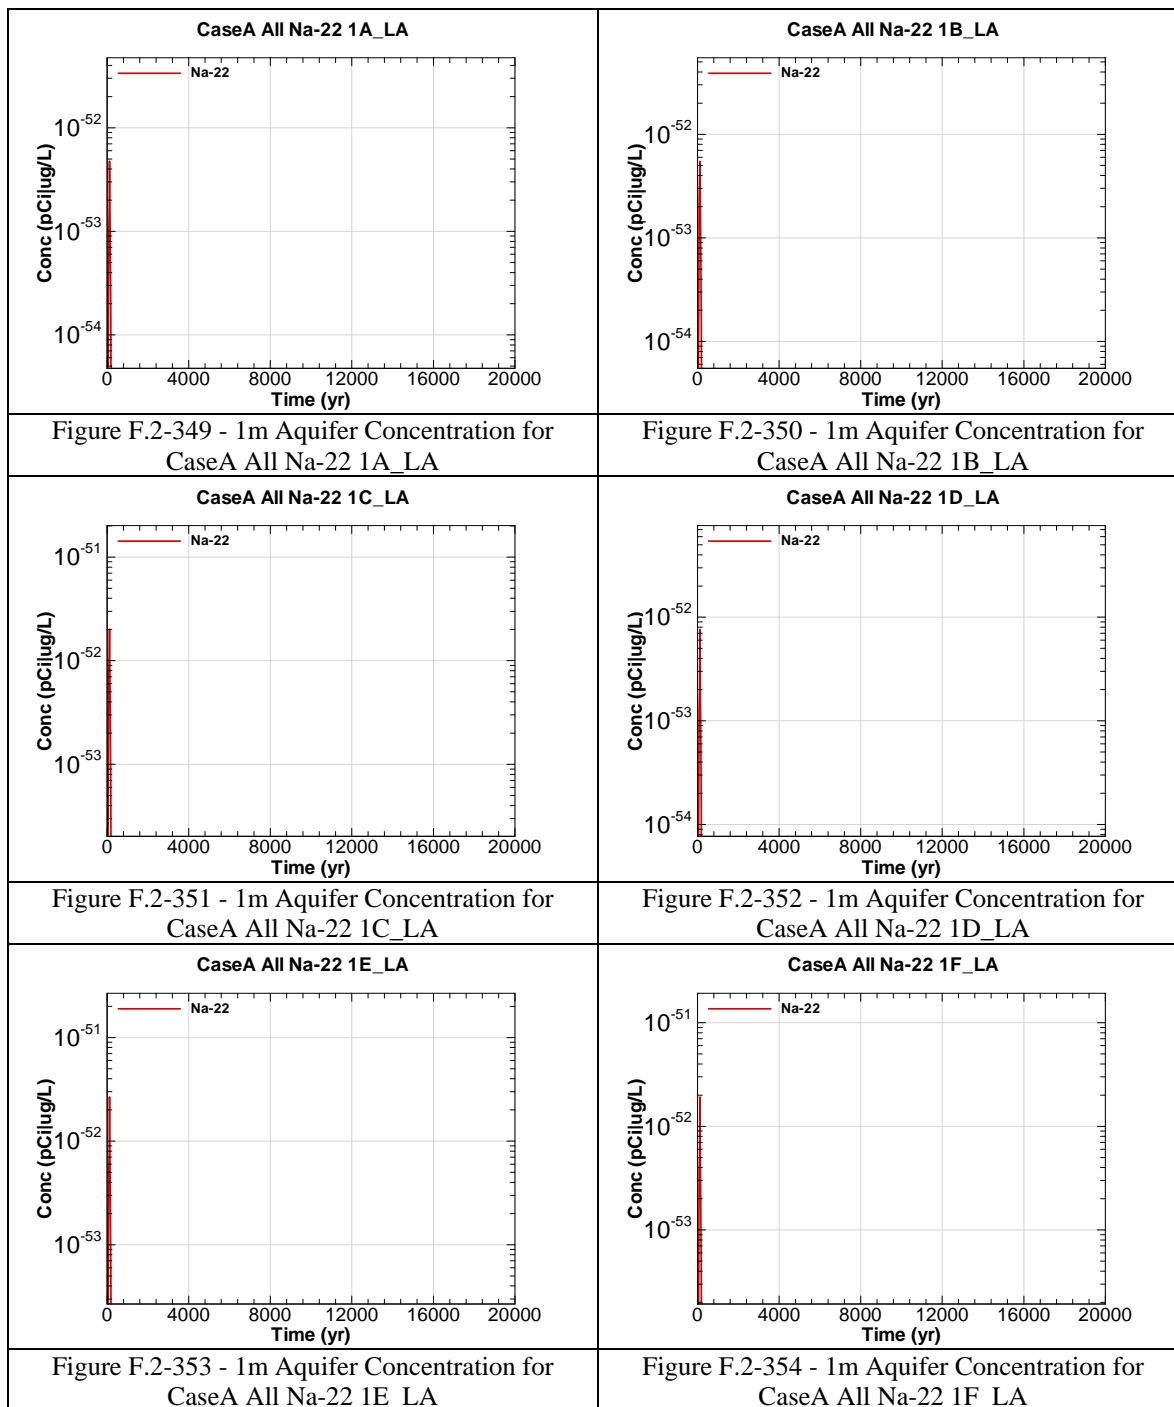 CaseA All Na-22 1A_LA
Na-22
10-52
10-53
10-54
Conc (pCi|ug/L)
0 4000 8000 12000 16000 20000
Time (yr)
Figure F.2-349 - 1m Aquifer Concentration for
CaseA All Na-22 1A_LA
CaseA All Na-22 1B_LA
Na-22
10-52
10-53
10-54
Conc (pCi|ug/L)
0 4000 8000 12000 16000 20000
Time (yr)
Figure F.2-350 - 1m Aquifer Concentration for
CaseA All Na-22 1B_LA
CaseA All Na-22 1C_LA
Na-22
10-51
10-52
10-53
Conc (pCi|ug/L)
0 4000 8000 12000 16000 20000
Time (yr)
Figure F.2-351 - 1m Aquifer Concentration for
CaseA All Na-22 1C_LA
CaseA All Na-22 1D_LA
Na-22
10-52
10-53
10-54
Conc (pCi|ug/L)
0 4000 8000 12000 16000 20000
Time (yr)
Figure F.2-352 - 1m Aquifer Concentration for
CaseA All Na-22 1D_LA
CaseA All Na-22 1E_LA
Na-22
10-51
10-52
10-53
Conc (pCi|ug/L)
0 4000 8000 12000 16000 20000
Time (yr)
Figure F.2-353 - 1m Aquifer Concentration for
CaseA All Na-22 1E_LA
CaseA All Na-22 1F_LA
Na-22
10-51
10-52
10-53
Conc (pCi|ug/L)
0 4000 8000 12000 16000 20000
Time (yr)
Figure F.2-354 - 1m Aquifer Concentration for
CaseA All Na-22 1F_LA